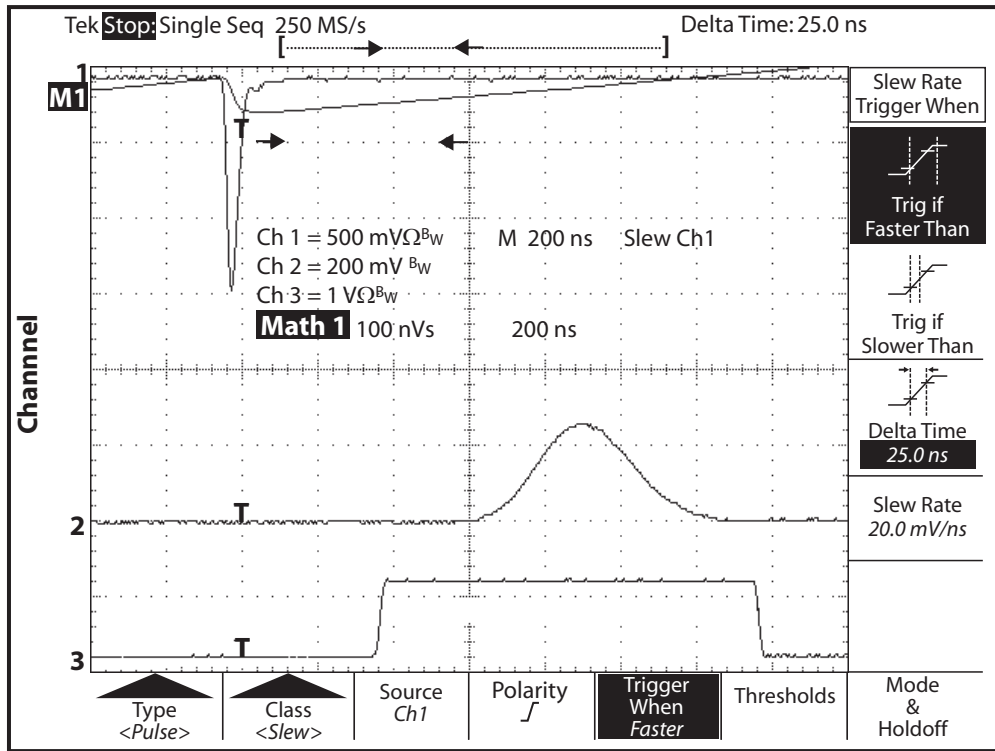 Tek Stop: Single Seq 250 MS/s
Delta Time: 25.0 ns
1
M1
T
Ch 1 = 500 mVΩBW
M 200 ns
Slew Ch1
Ch 2 = 200 mV BW
Ch 3 = 1 VΩBW
Math 1 100 nVs
200 ns
Channnel
2
T
3
T
Slew Rate
Trigger When
Trig if
Faster Than
Trig if
Slower Than
Delta Time
25.0 ns
Slew Rate
20.0 mV/ns
Type
<Pulse>
Class
<Slew>
Source
Ch1
Polarity
Trigger
When
Faster
Thresholds
Mode
&
Holdoff